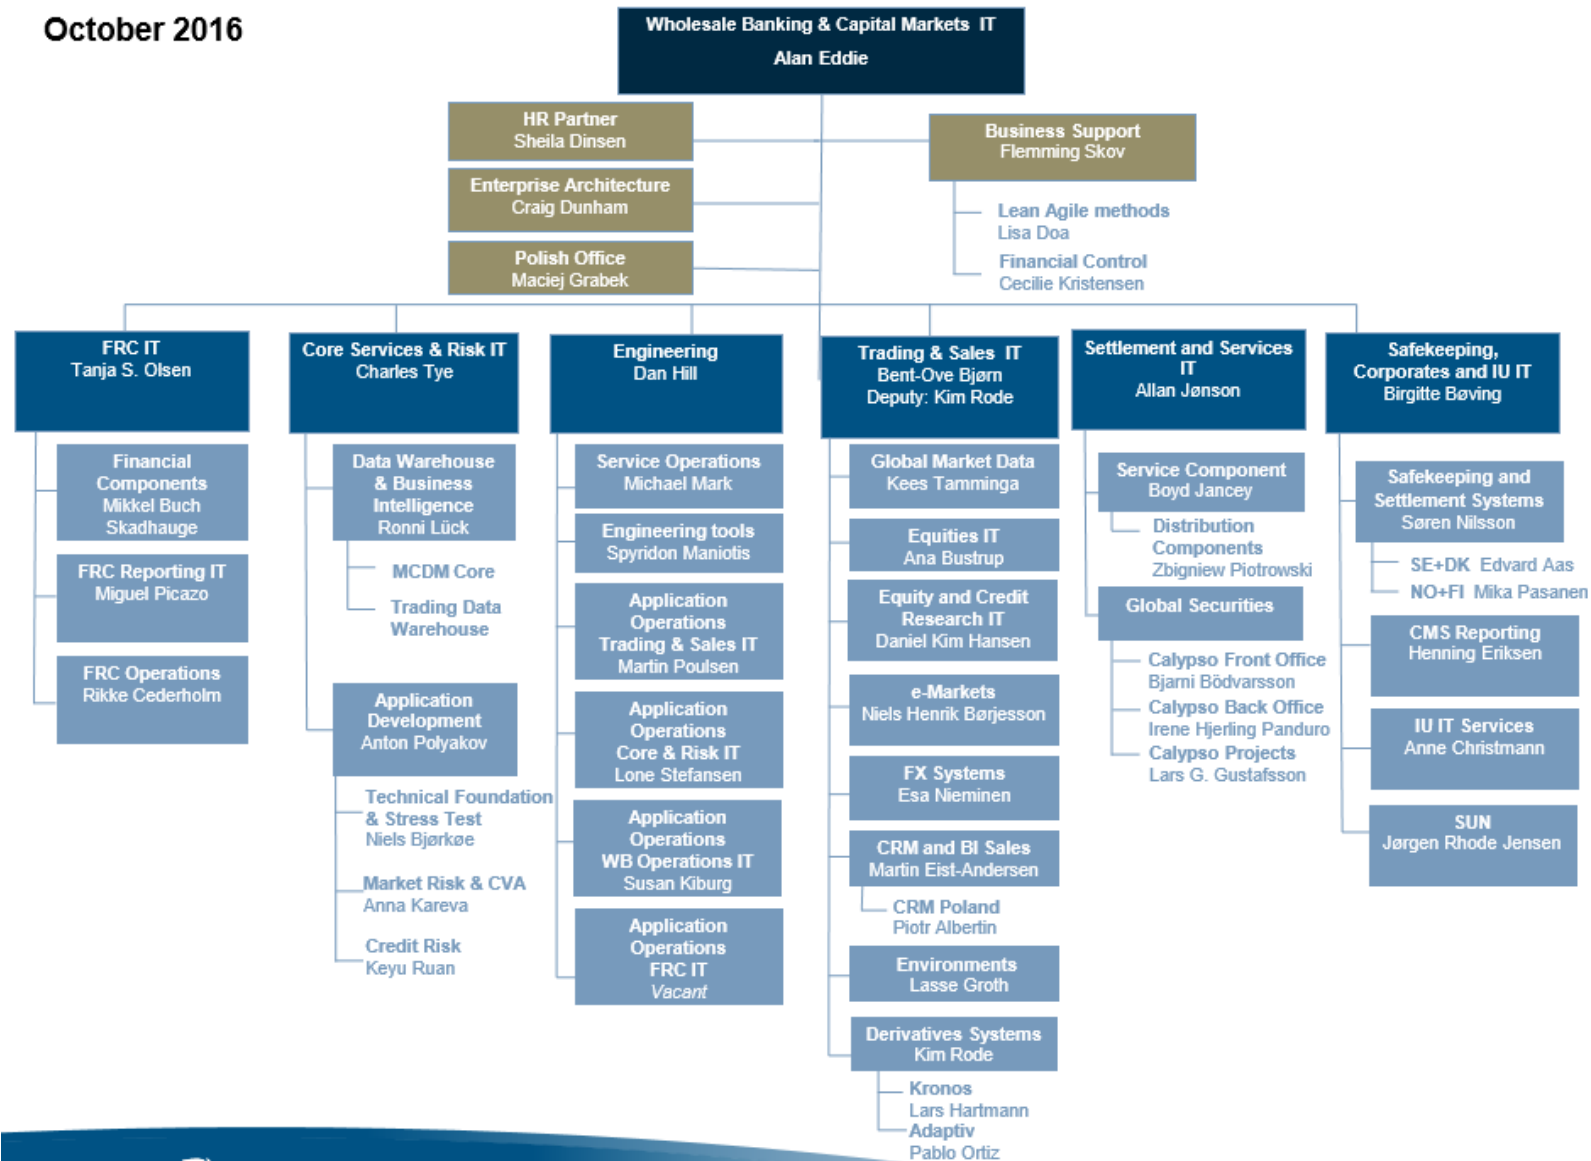 October 2016
Wholesale Banking & Capital Markets IT
Alan Eddie
HR Partner
Sheila Dinsen
Business Support
Flemming Skov
Enterprise Architecture
Craig Dunham
Lean Agile methods
Lisa Doa
Polish Office
Maciej Grabek
Financial Control
Cecilie Kristensen
FRC IT
Tanja S. Olsen
Financial
Components
Mikkel Buch
Skadhauge
FRC Reporting IT
Miguel Picazo
FRC Operations
Rikke Cederholm
Core Services & Risk IT
Charles Tye
Data Warehouse
& Business
Intelligence
Ronni Lück
MCDM Core
Trading Data
Warehouse
Application
Development
Anton Polyakov
Technical Foundation
& Stress Test
Niels Bjørkøe
Market Risk & CVA
Anna Kareva
Credit Risk
Keyu Ruan
Engineering
Dan Hill
Service Operations
Michael Mark
Engineering tools
Spyridon Maniotis
Application
Operations
Trading & Sales IT
Martin Poulsen
Application
Operations
Core & Risk IT
Lone Stefansen
Application
Operations
WB Operations IT
Susan Kiburg
Application
Operations
FRC IT
Vacant
Trading & Sales IT
Bent-Ove Bjørn
Deputy: Kim Rode
Global Market Data
Kees Tamminga
Equities IT
Ana Bustrup
Equity and Credit
Research IT
Daniel Kim Hansen
e-Markets
Niels Henrik Børjesson
FX Systems
Esa Nieminen
CRM and BI Sales
Martin Eist-Andersen
CRM Poland
Piotr Albertin
Environments
Lasse Groth
Derivatives Systems
Kim Rode
Kronos
Lars Hartmann
Adaptiv
Pablo Ortiz
Settlement and Services
IT
Allan Jønson
Service Component
Boyd Jancey
Distribution
Components
Zbigniew Piotrowski
Global Securities
Calypso Front Office
Bjarni Bödvarsson
Calypso Back Office
Irene Hjerling Panduro
Calypso Projects
Lars G. Gustafsson
Safekeeping,
Corporates and IU IT
Birgitte Bøving
Safekeeping and
Settlement Systems
Søren Nilsson
SE+DK Edvard Aas
NO+FI Mika Pasanen
CMS Reporting
Henning Eriksen
IU IT Services
Anne Christmann
SUN
Jørgen Rhode Jensen